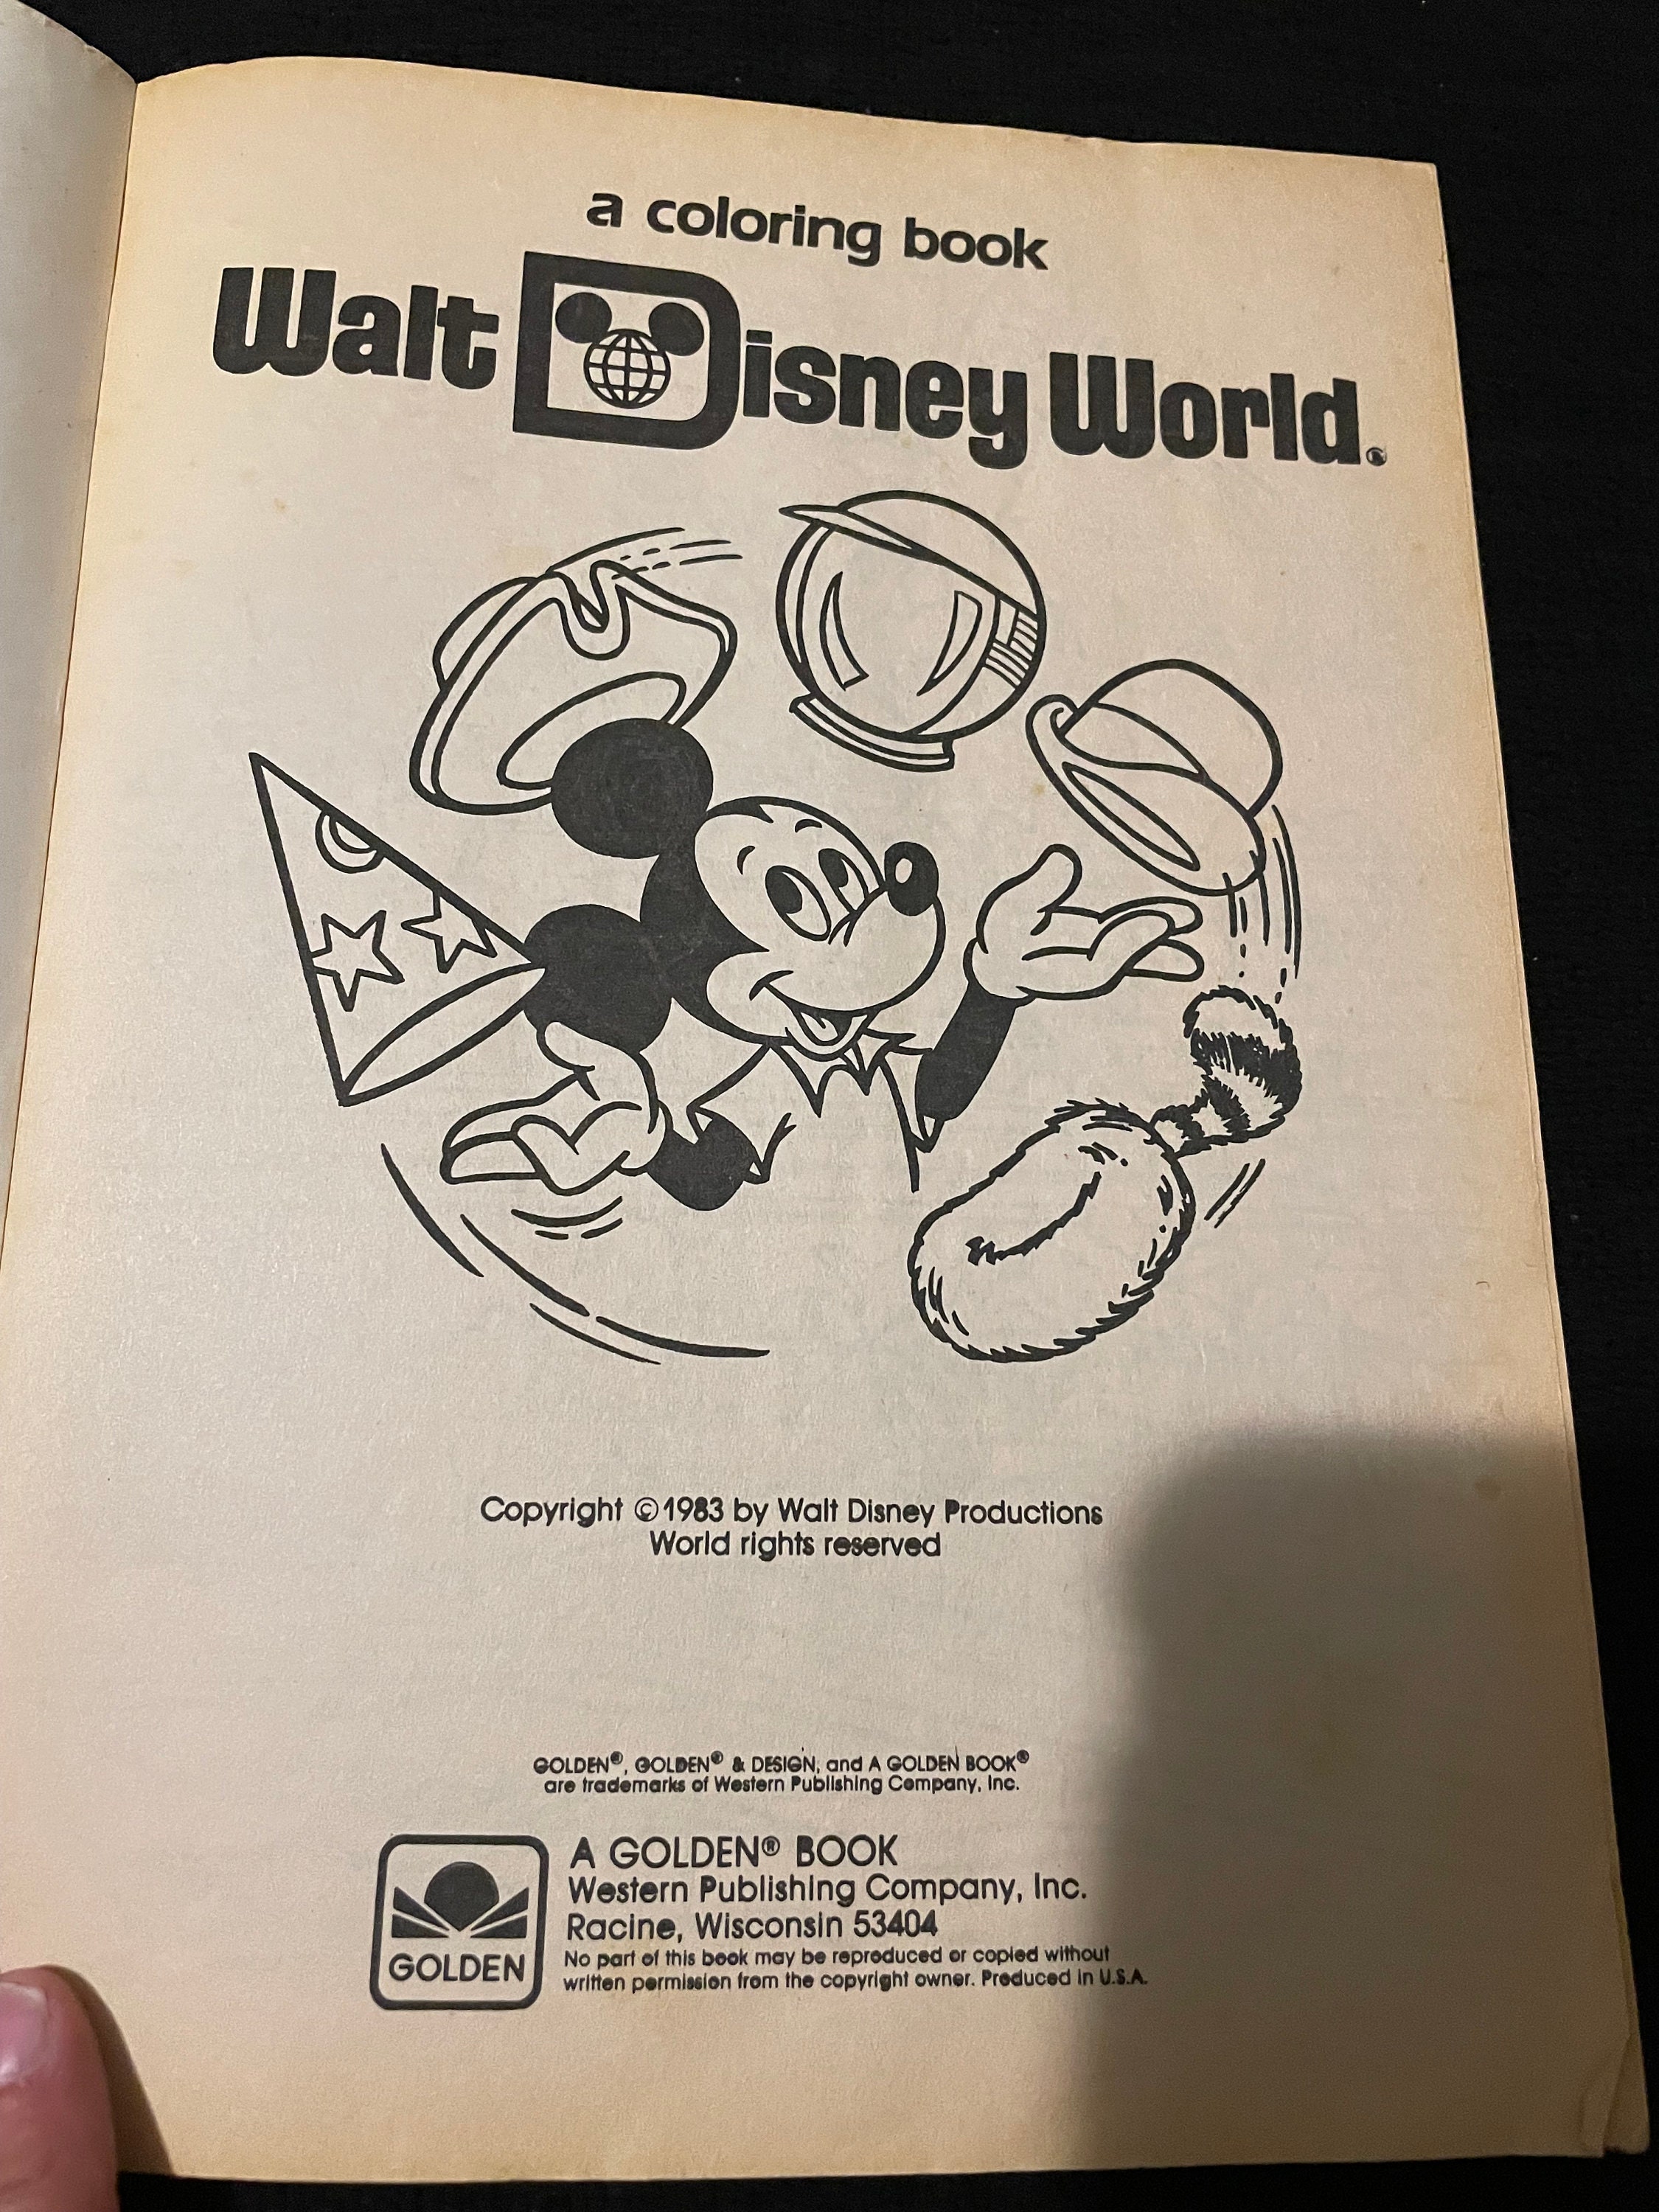 a coloring book
Walt Disney World®
Copyright ©1983 by Walt Disney Productions
World rights reserved
GOLDEN®, GOLDEN® & DESIGN, and A GOLDEN BOOK®
are trademarks of Western Publishing Company, Inc.
GOLDEN
A GOLDEN® BOOK
Western Publishing Company, Inc.
Racine, Wisconsin 53404
No part of this book may be reproduced or copied without
written permission from the copyright owner. Produced in U.S.A.